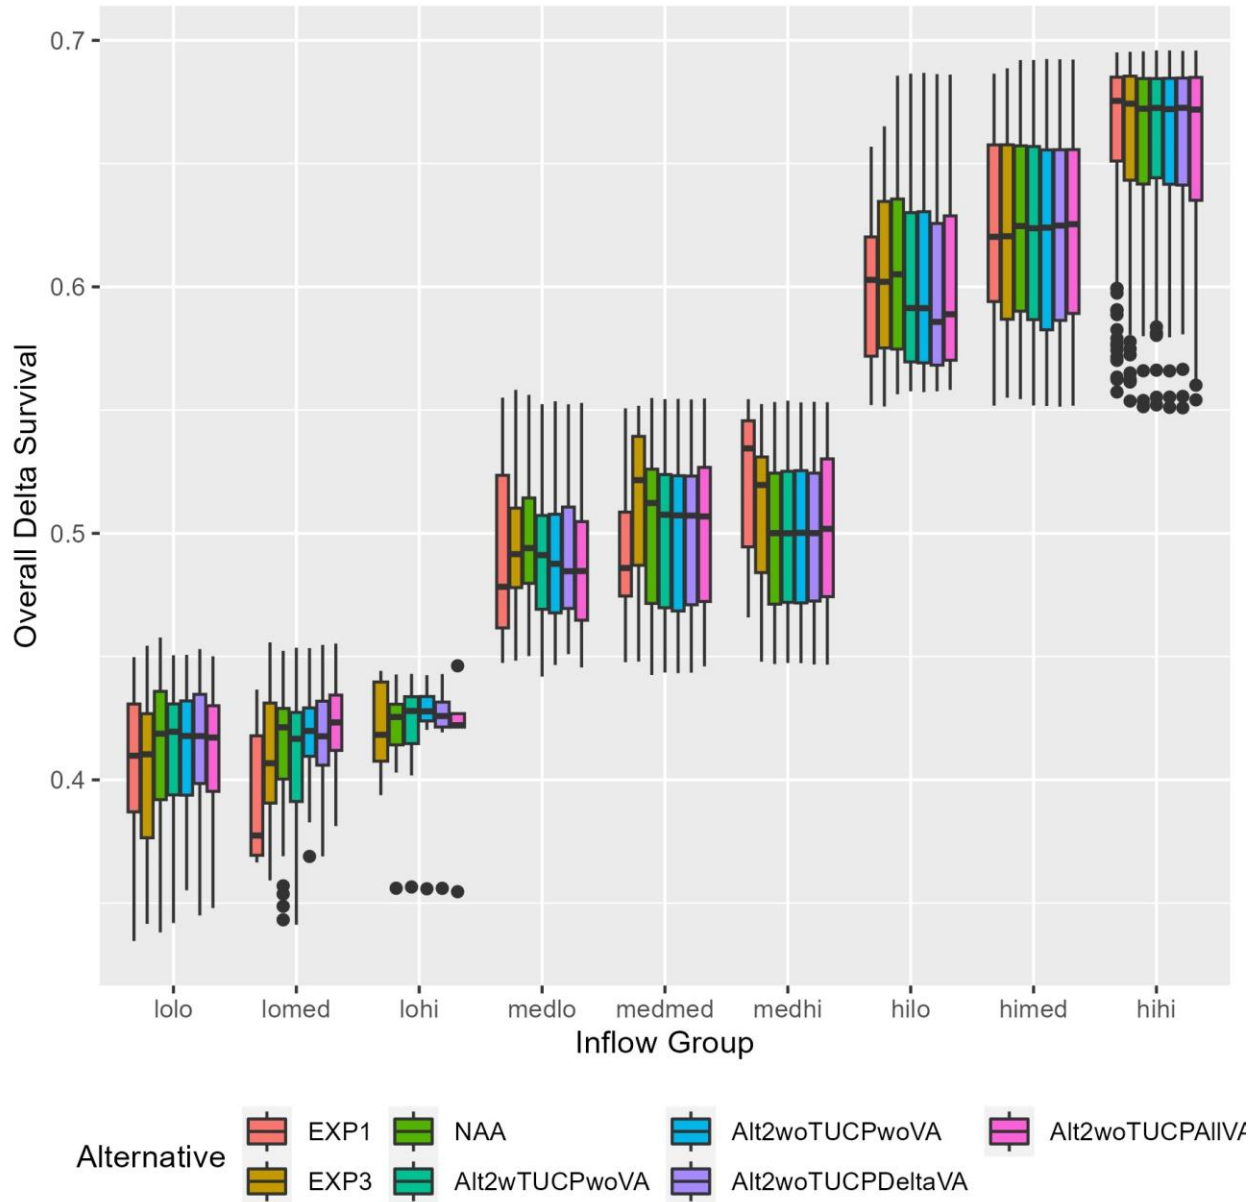 0.7
0.6
0.5
0.4
Overall Delta Survival
lolo lomed lohi medlo medmed medhi hilo himed hihi
Inflow Group
Alternative
EXP1 NAA Alt2woTUCPwoVA Alt2woTUCPAllVA
EXP3 Alt2wTUCPwoVA Alt2woTUCPDeltaVA